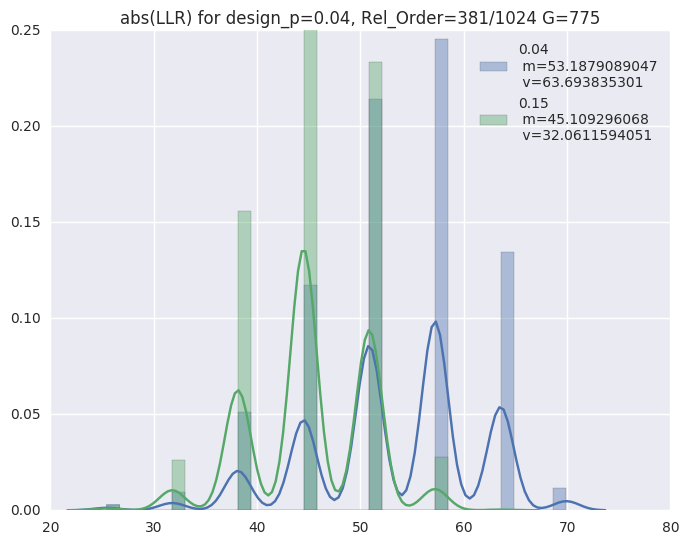 abs(LLR) for design_p=0.04, Rel_Order=381/1024 G=775
0.25
0.20
0.15
0.10
0.05
0.00
20 30 40 50 60 70 80
0.04
m=53.1879089047
v=63.693835301
0.15
m=45.109296068
v=32.0611594051